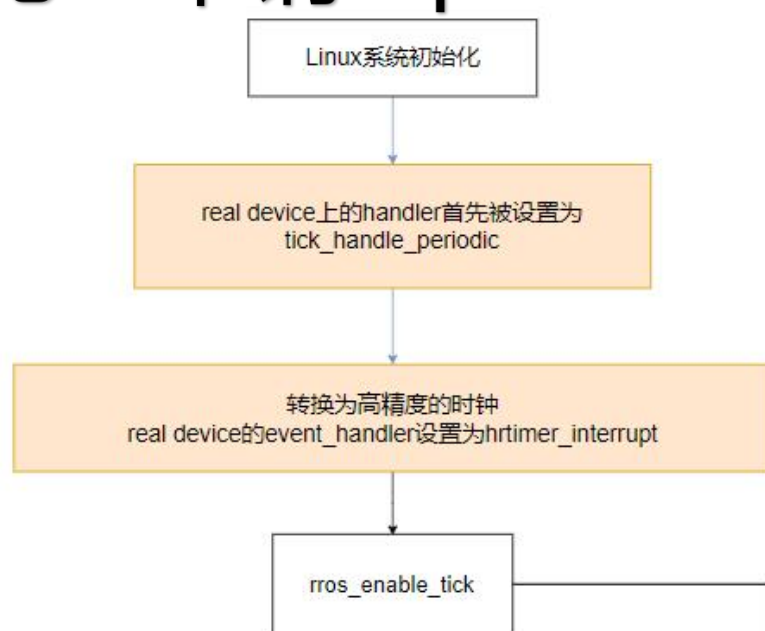 Linux系统初始化
real device上的handler首先被设置为
tick_handle_periodic
转换为高精度的时钟
real device的event_handler设置为hrtimer_interrupt
rros_enable_tick